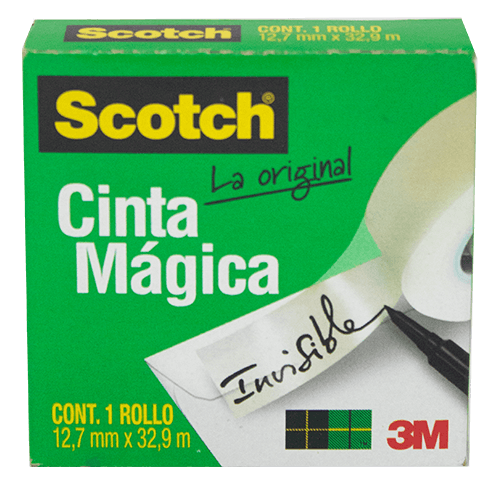 Scotch
CONT. 1 ROLLO
12,7 mm x 32,9 m
Scotch®
La original
Cinta
Mágica
Invisible
CONT. 1 ROLLO
12,7 mm x 32,9 m
3M